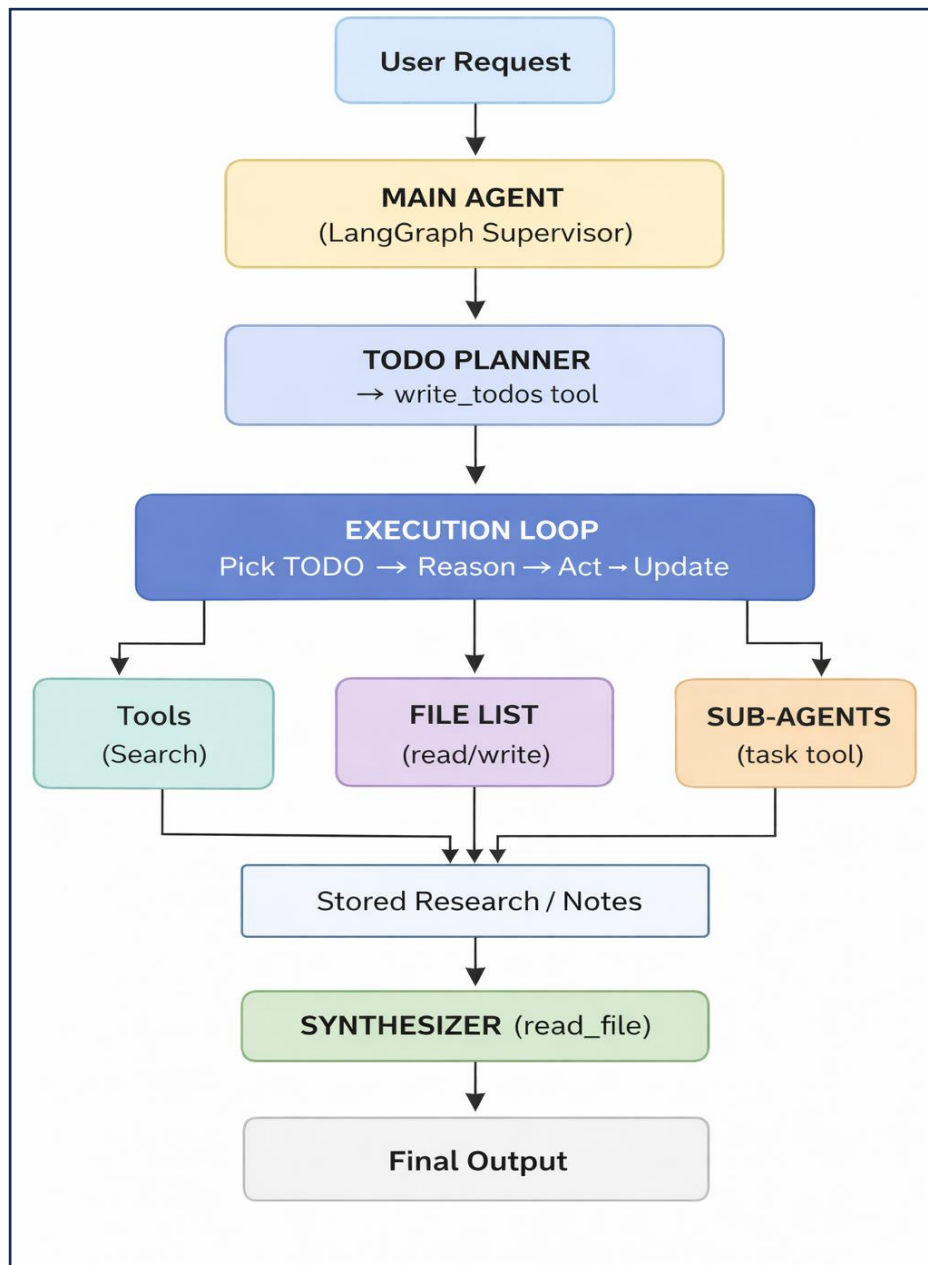 User Request
MAIN AGENT
(LangGraph Supervisor)
TODO PLANNER
→ write_todos tool
EXECUTION LOOP
Pick TODO → Reason → Act → Update
Tools
(Search)
FILE LIST
(read/write)
SUB-AGENTS
(task tool)
Stored Research / Notes
SYNTHESIZER (read_file)
Final Output